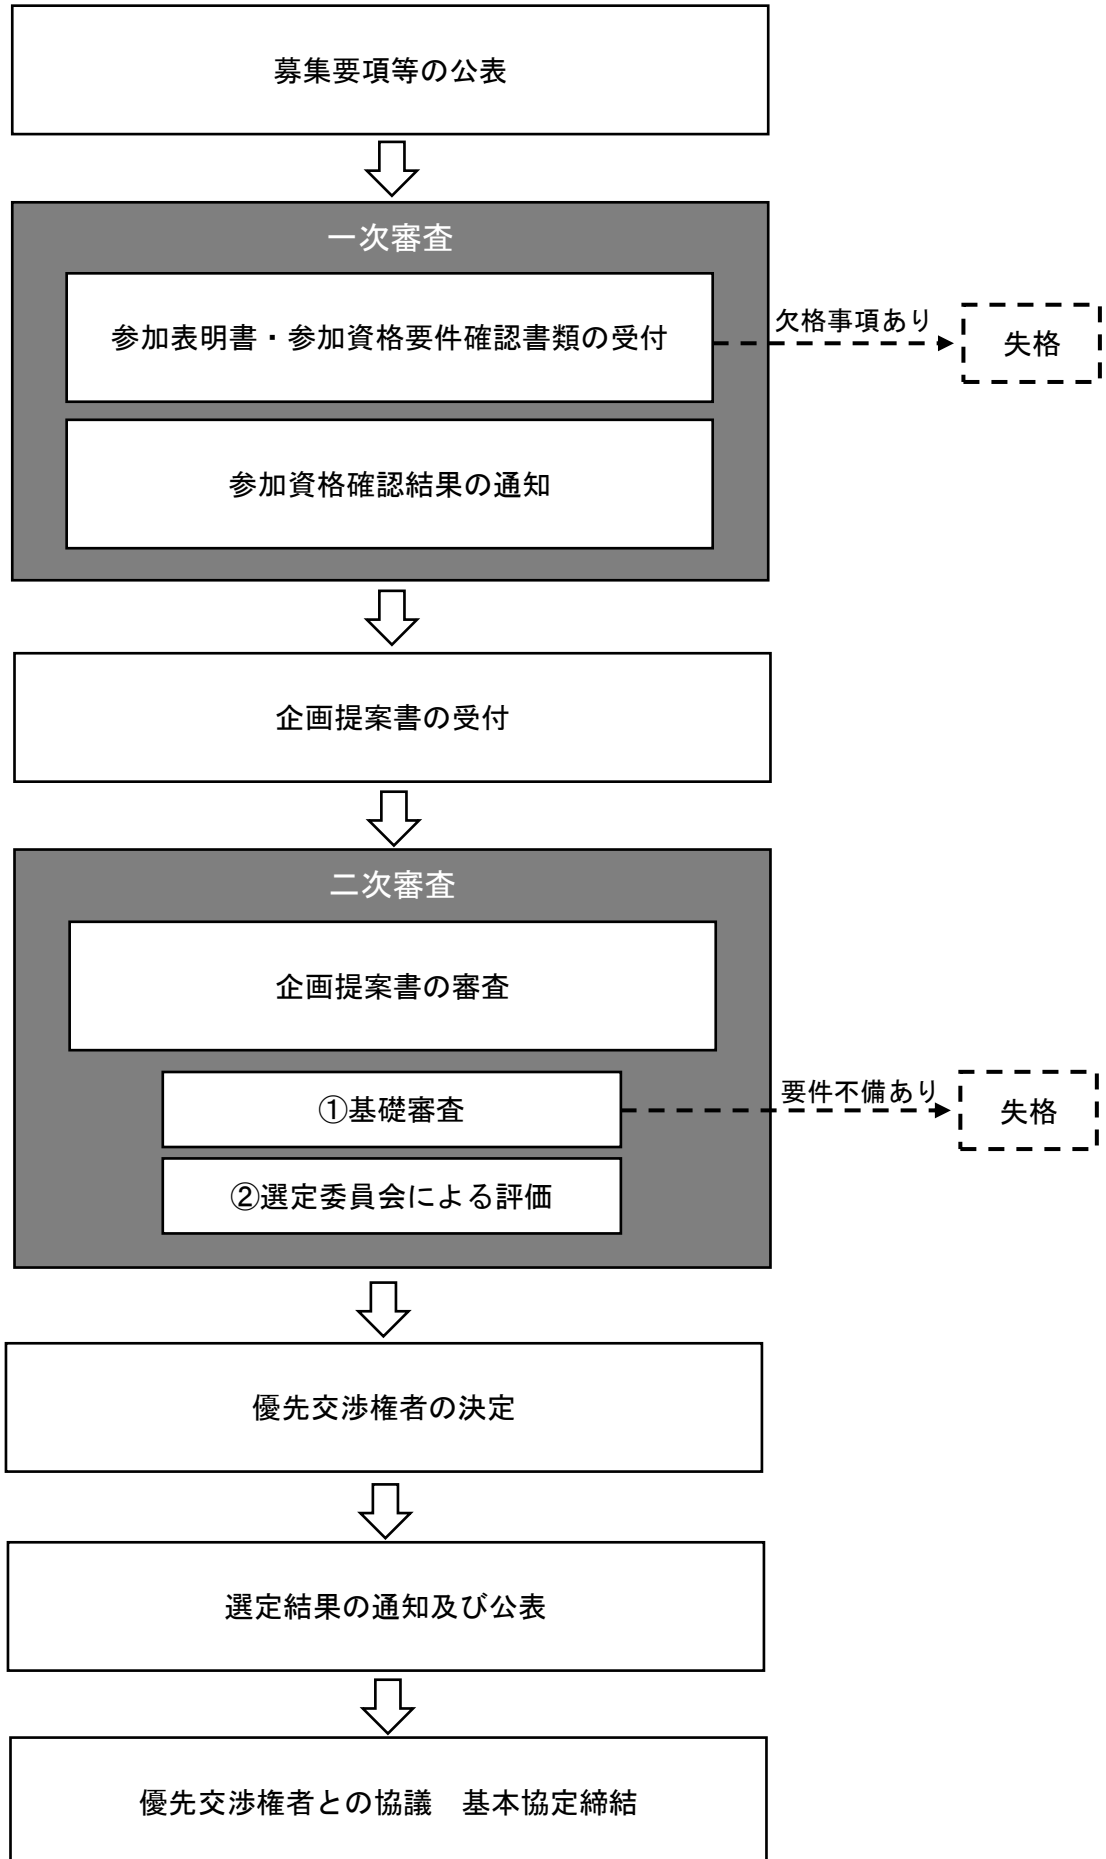 募集要項等の公表
一次審査
参加表明書・参加資格要件確認書類の受付
欠格事項あり
失格
参加資格確認結果の通知
企画提案書の受付
二次審査
企画提案書の審査
①基礎審査
要件不備あり
失格
②選定委員会による評価
優先交渉権者の決定
選定結果の通知及び公表
優先交渉権者との協議　基本協定締結